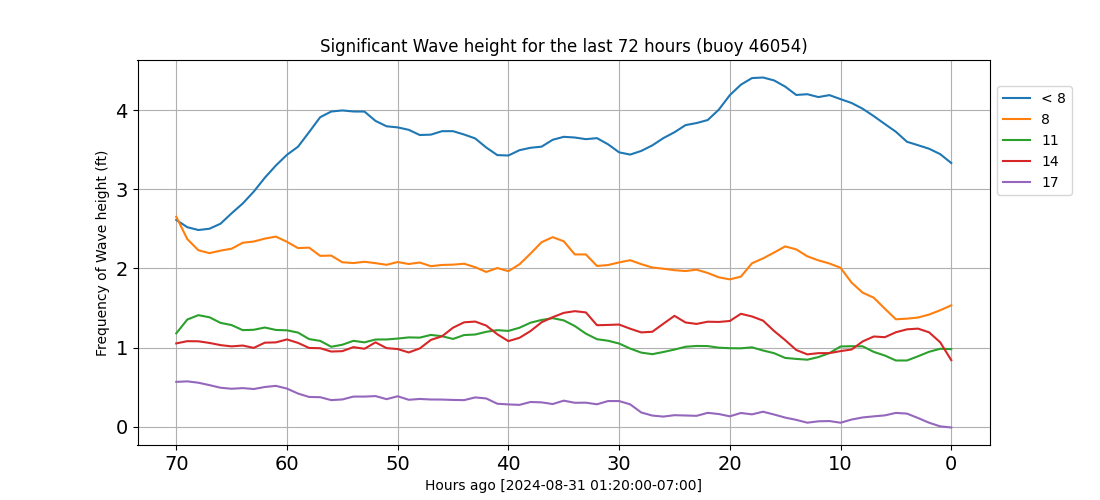 Significant Wave height for the last 72 hours (buoy 46054)
Frequency of Wave height (ft)
4
3
2
1
0
70 60 50 40 30 20 10 0
Hours ago [2024-08-31 01:20:00-07:00]
< 8
8
11
14
17